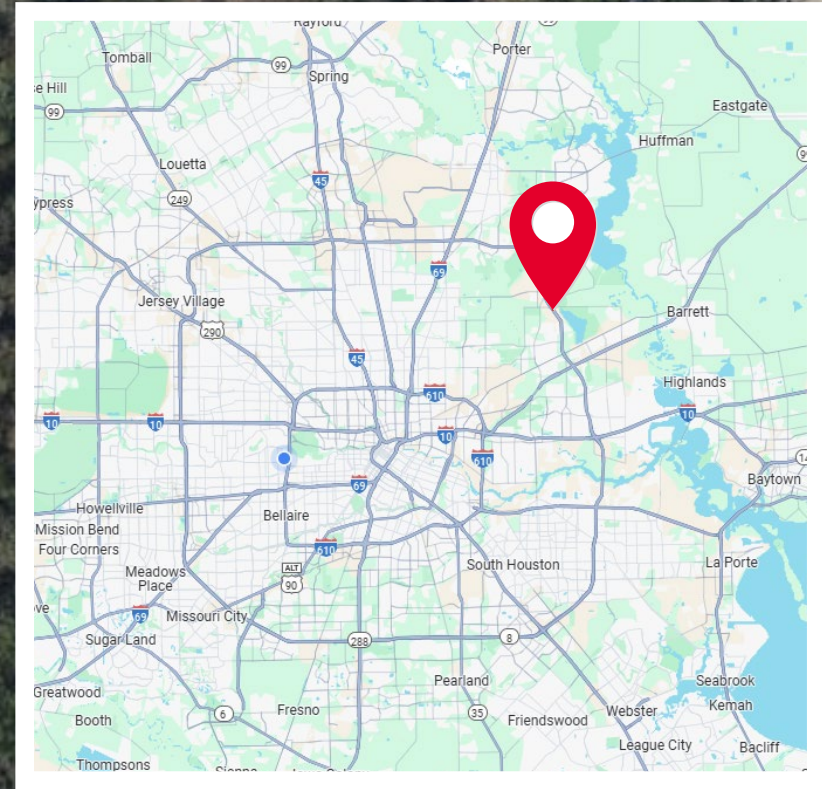 Rayford
Porter
Tomball
99
Spring
99
Eastgate
Huffman
Louetta
45
249
69
Jersey Village
290
Barrett
45
Highlands
610
10
10
10
10
610
69
Baytown
Howellville
Bellaire
Mission Bend
Four Corners
610
South Houston
La Porte
ALT
90
Meadows
Place
69
Missouri City
Sugar Land
288
8
Pearland
Seabrook
Greatwood
Kemah
Webster
35
Fresno
6
Booth
Friendswood
League City
Bacliff
Thompsons